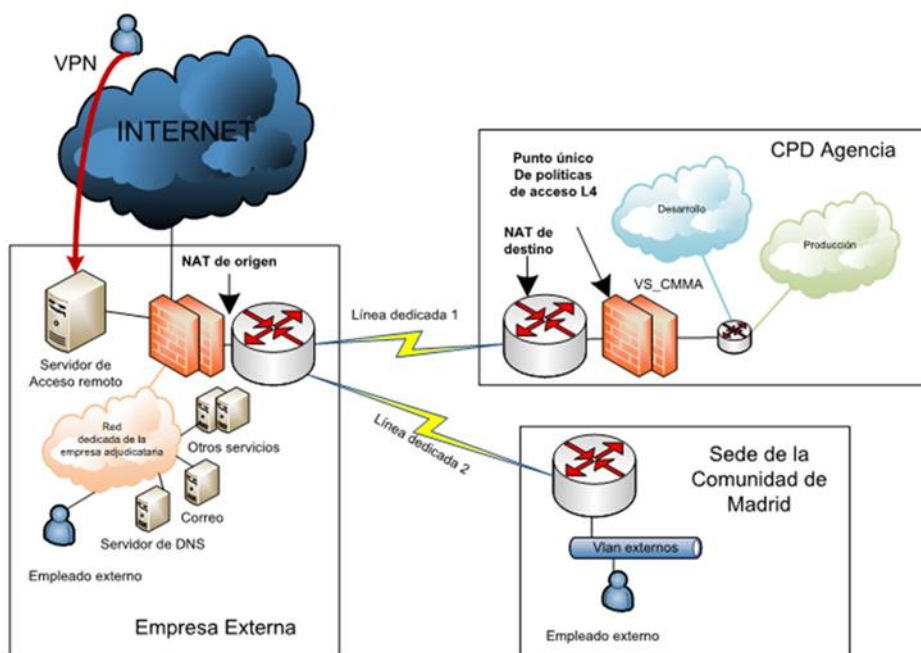 VPN
INTERNET
NAT de origen
Servidor de
Acceso remoto
Red
dedicada de la
empresa adjudicataria
Otros servicios
Correo
Servidor de DNS
Empleado externo
Empresa Externa
Línea dedicada 1
Línea dedicada 2
CPD Agencia
Punto único
De políticas
de acceso L4
NAT de
destino
Desarrollo
Producción
VS_CMMA
Sede de la
Comunidad de
Madrid
Vlan externos
Empleado externo